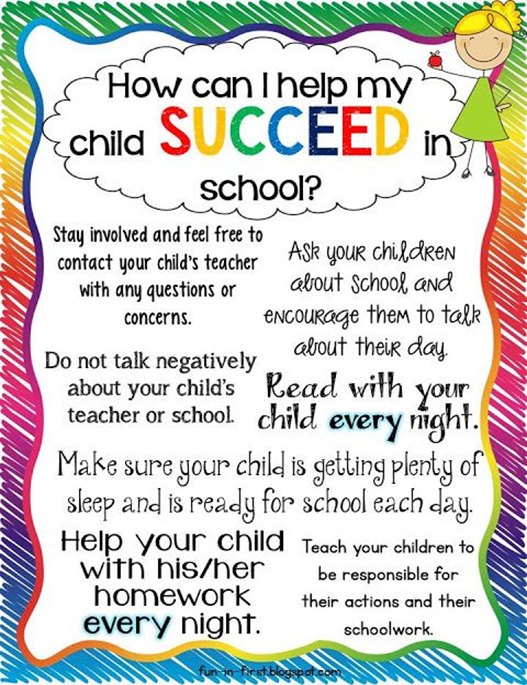 How can I help my
child SUCCEED in
school?
Stay involved and feel free to
contact your child's teacher
with any questions or
concerns.
Ask your children
about school and
encourage them to talk
about their day.
Do not talk negatively
about your child's
teacher or school.
Read with your
child every night.
Make sure your child is getting plenty of
sleep and is ready for school each day.
Help your child
with his/her
homework
every night.
Teach your children to
be responsible for
their actions and their
schoolwork.
fun-in-first.blogspot.com